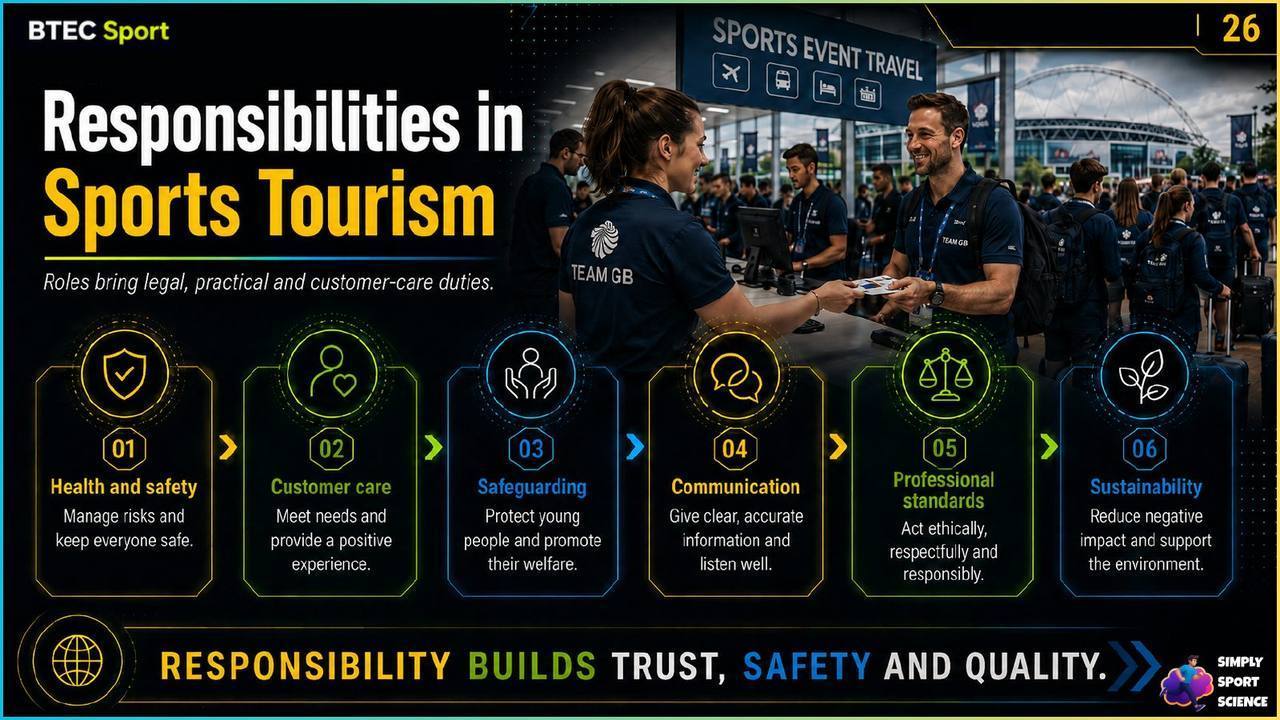 BTEC Sport
26
SPORTS EVENT TRAVEL
Responsibilities in
Sports Tourism
Roles bring legal, practical and customer-care duties.
TEAM GB
TEAM GB
01
Health and safety
Manage risks and
keep everyone safe.
02
Customer care
Meet needs and
provide a positive
experience.
03
Safeguarding
Protect young
people and promote
their welfare.
04
Communication
Give clear, accurate
information and
listen well.
05
Professional
standards
Act ethically,
respectfully and
responsibly.
06
Sustainability
Reduce negative
impact and support
the environment.
RESPONSIBILITY BUILDS TRUST, SAFETY AND QUALITY.
SIMPLY
SPORT
SCIENCE